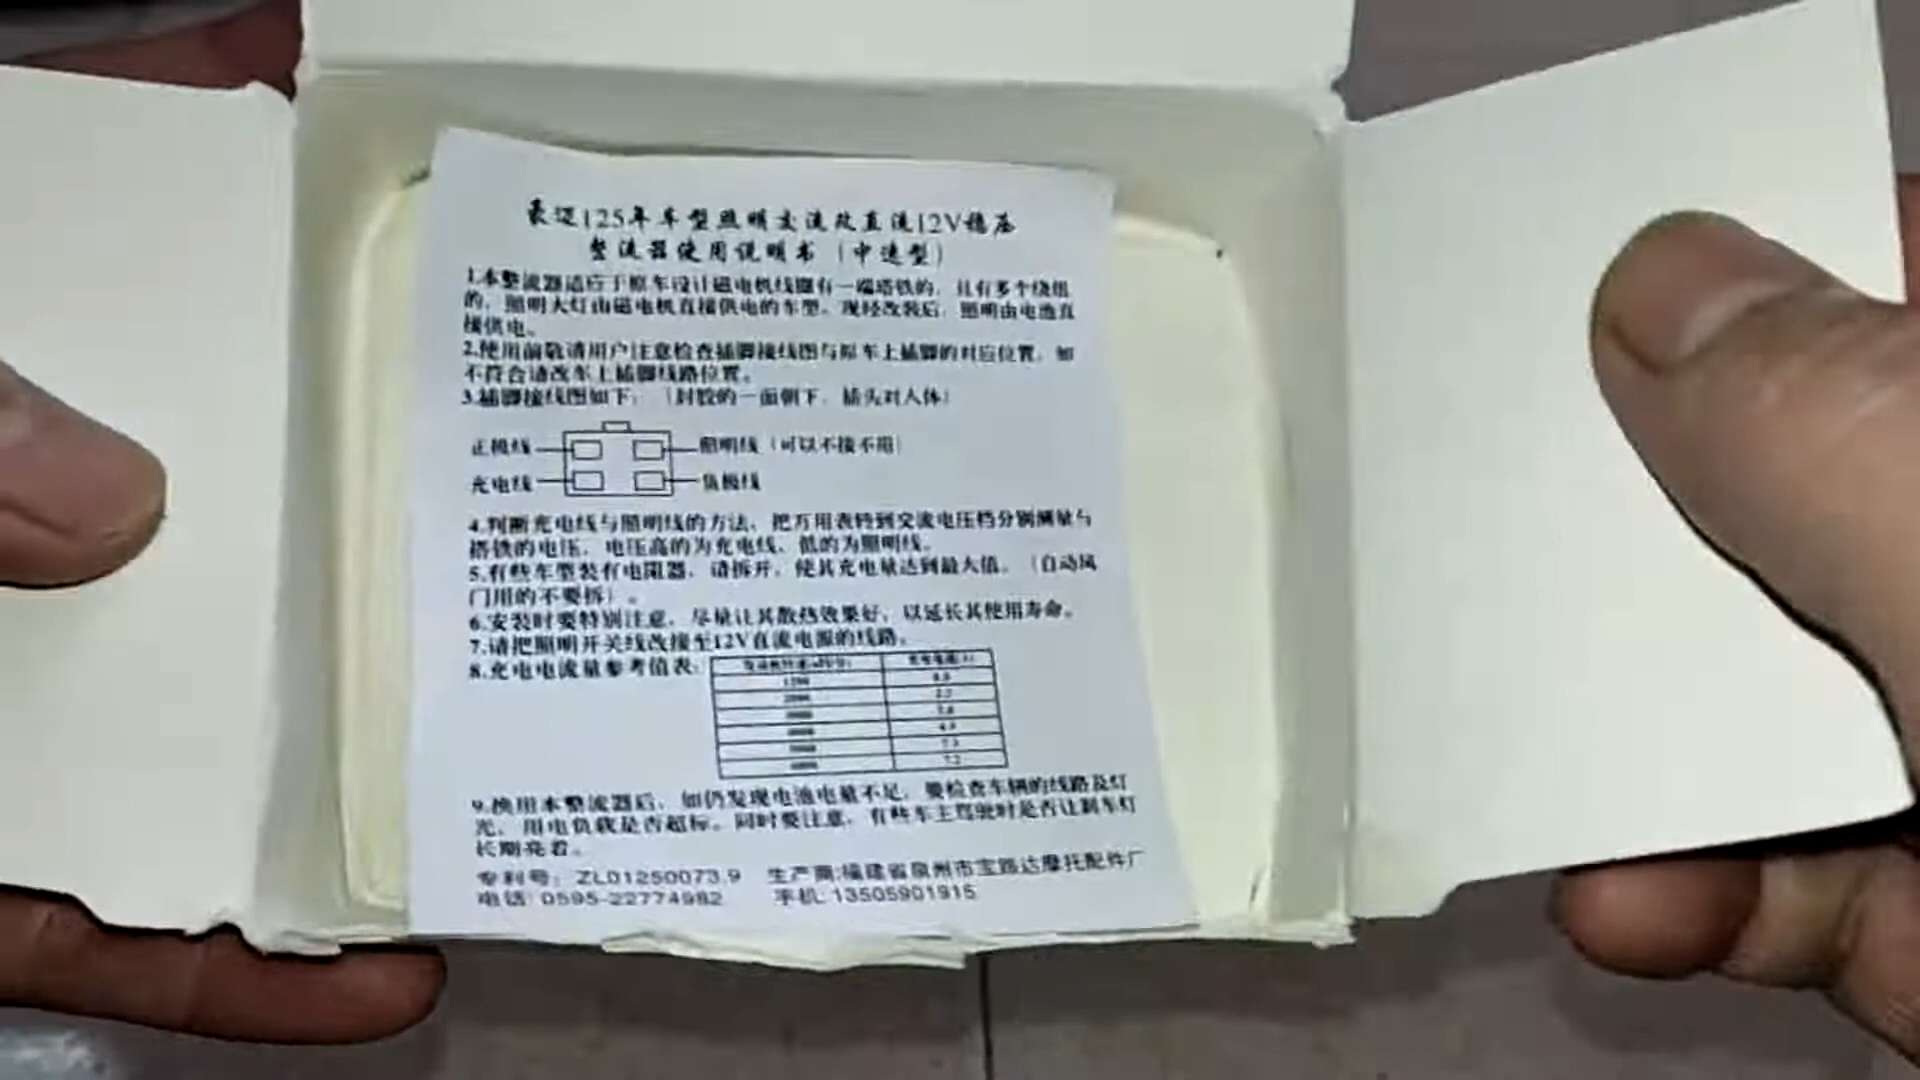 豪迈125年车型照明交流改直流12V稳压
整流器使用说明书（中速型）
1.本整流器适应于原车设计磁电机线圈有一端搭铁的，且有多个绕组
的，照明大灯由磁电机直接供电的车型。现经改装后，照明由电池直
接供电。
2.使用前敬请用户注意检查插脚接线图与原车上插脚的对应位置，如
不符合请改车上插脚线路位置。
3.插脚接线图如下：（封胶的一面朝下，插头对人体）
正极线 照明线（可以不接不用）
充电线 负极线
4.判断充电线与照明线的方法，把万用表转到交流电压档分别测量与
搭铁的电压，电压高的为充电线，低的为照明线。
5.有些车型装有电阻器，请拆开，使其充电量达到最大值。（自动风
门用的不要拆）。
6.安装时要特别注意，尽量让其散热效果好，以延长其使用寿命。
7.请把照明开关线改接至12V直流电源的线路。
8.充电电流量参考值表：
9.换用本整流器后，如仍发现电池电量不足，要检查车辆的线路及灯
光，用电负载是否超标。同时要注意，有些车主驾驶时是否让刹车灯
长期亮着。
专利号：ZL01250073.9 生产商:福建省泉州市宝路达摩托配件厂
电话: 0595-22774982 手机: 13505901915